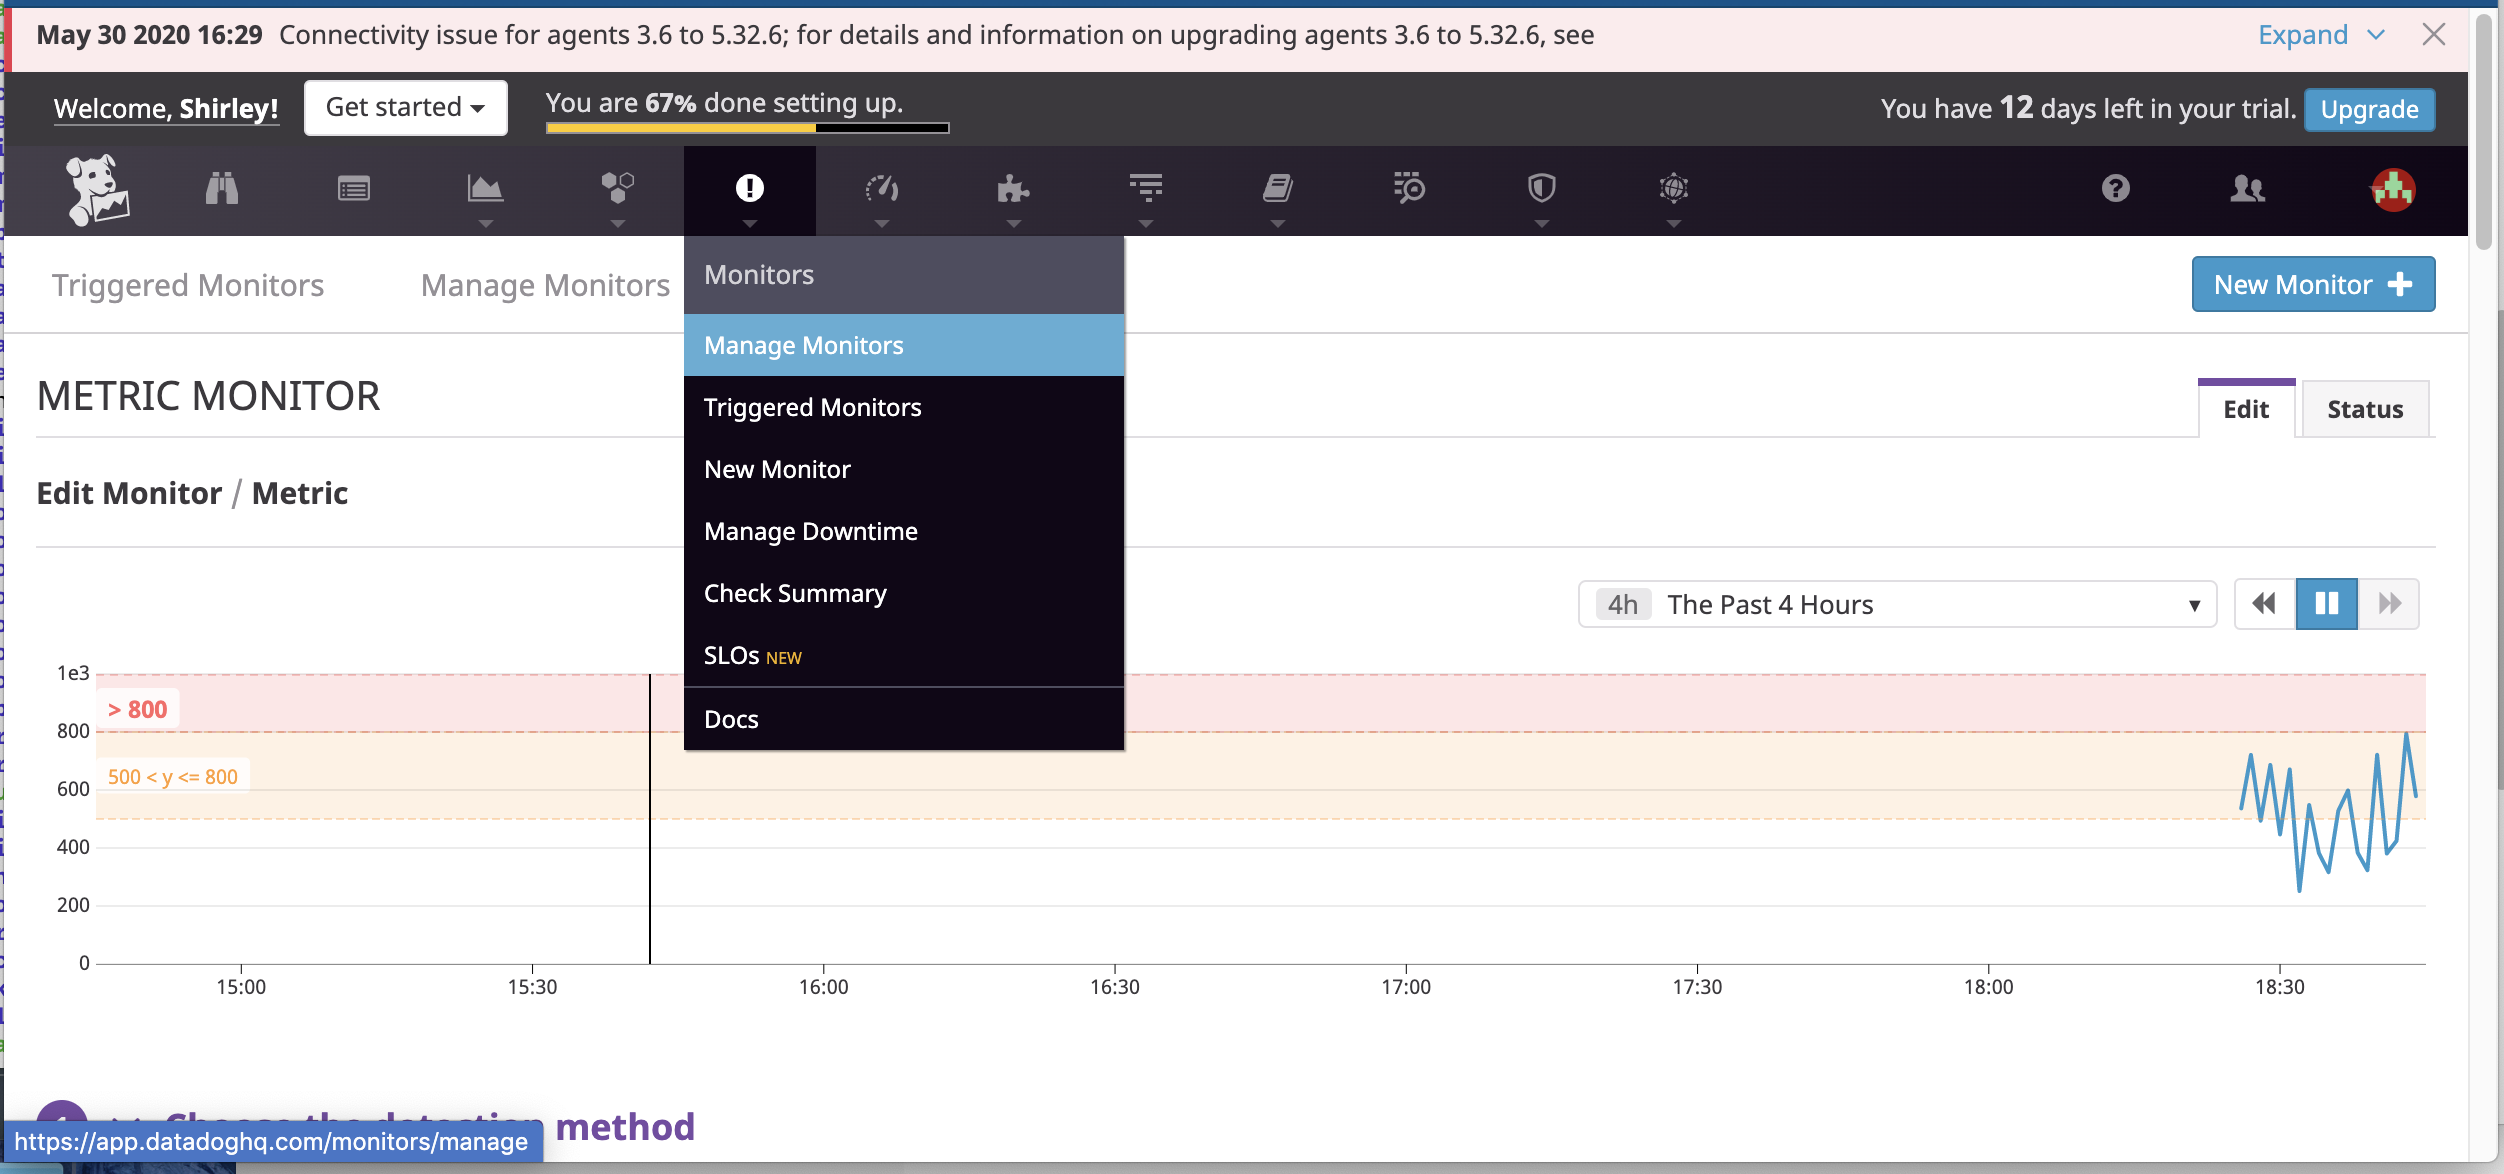 May 30 2020 16:29 Connectivity issue for agents 3.6 to 5.32.6; for details and information on upgrading agents 3.6 to 5.32.6, see
Expand
Welcome, Shirley!
Get started
You are 67% done setting up.
You have 12 days left in your trial.
Upgrade
Triggered Monitors
Manage Monitors
New Monitor
Monitors
Manage Monitors
Triggered Monitors
New Monitor
Manage Downtime
Check Summary
SLOs NEW
Docs
METRIC MONITOR
Edit
Status
Edit Monitor / Metric
4h The Past 4 Hours
1e3
> 800
800
500 < y <= 800
600
400
200
0
15:00
15:30
16:00
16:30
17:00
17:30
18:00
18:30
Choose the detection method
https://app.datadoghq.com/monitors/manage